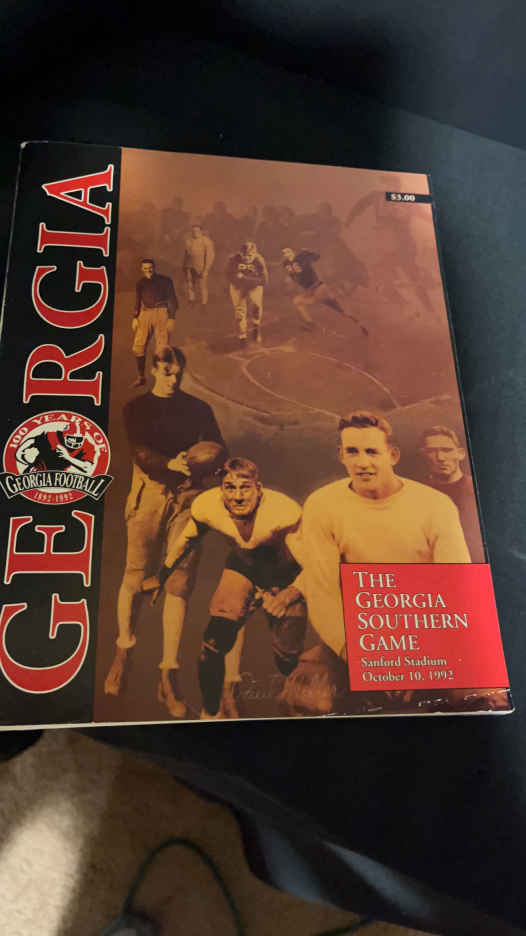 GEORGIA
100 YEARS OF
GEORGIA FOOTBALL
1892-1992
$3.00
THE
GEORGIA
SOUTHERN
GAME
Sanford Stadium
October 10, 1992